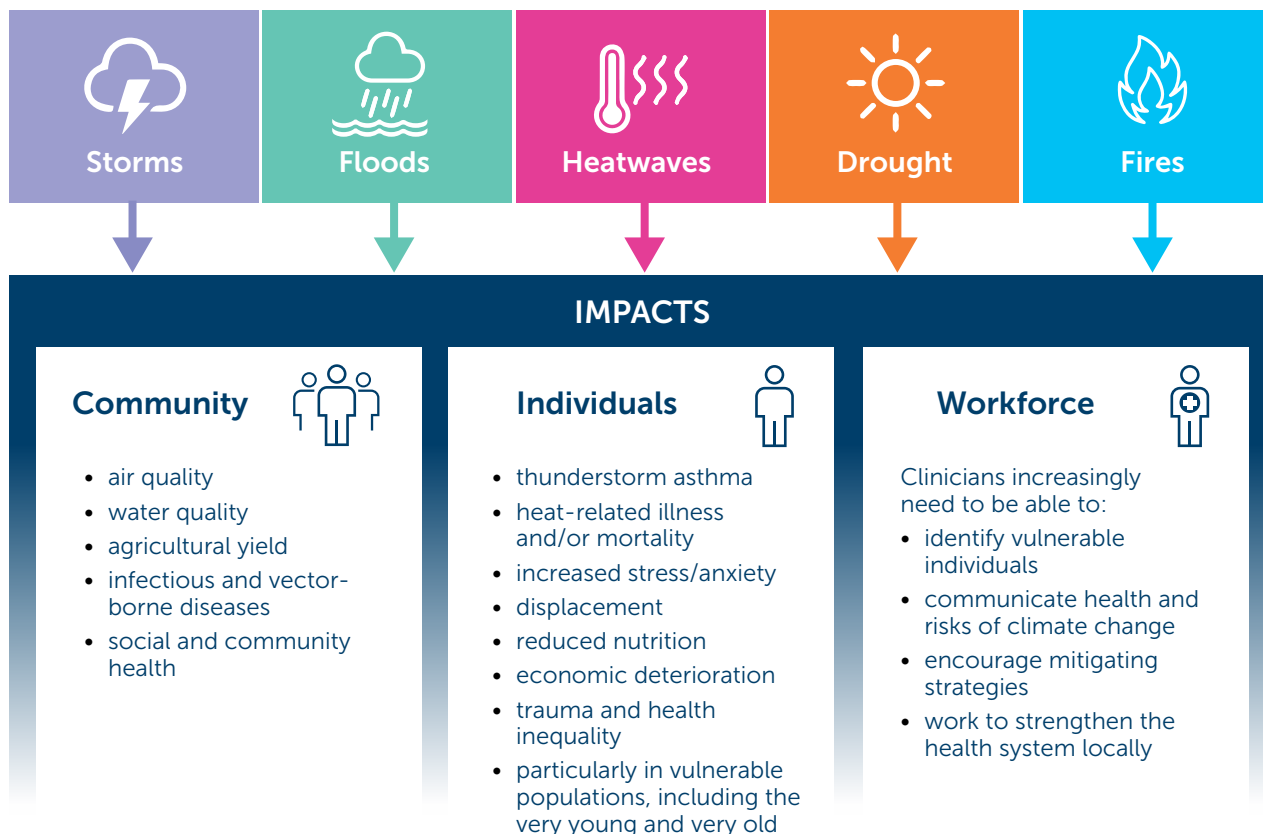 Storms
Floods
Heatwaves
Drought
Fires
IMPACTS
Community
• air quality
• water quality
• agricultural yield
• infectious and vector-
borne diseases
• social and community
health
Individuals
• thunderstorm asthma
• heat-related illness
and/or mortality
• increased stress/anxiety
• displacement
• reduced nutrition
• economic deterioration
• trauma and health
inequality
• particularly in vulnerable
populations, including the
very young and very old
Workforce
Clinicians increasingly
need to be able to:
• identify vulnerable
individuals
• communicate health and
risks of climate change
• encourage mitigating
strategies
• work to strengthen the
health system locally